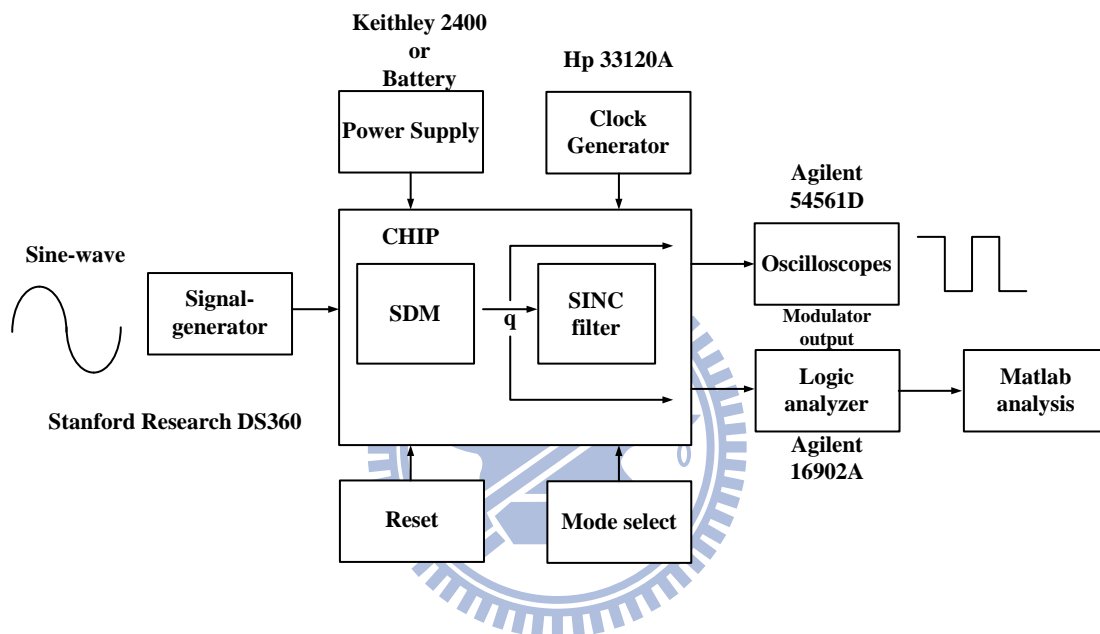 Keithley 2400
or
Battery
Hp 33120A
Power Supply
Clock
Generator
Agilent
54561D
CHIP
Sine-wave
Signal-
generator
SDM
q
SINC
filter
Oscilloscopes
Modulator
output
Logic
analyzer
Matlab
analysis
Stanford Research DS360
Agilent
16902A
Reset
Mode select